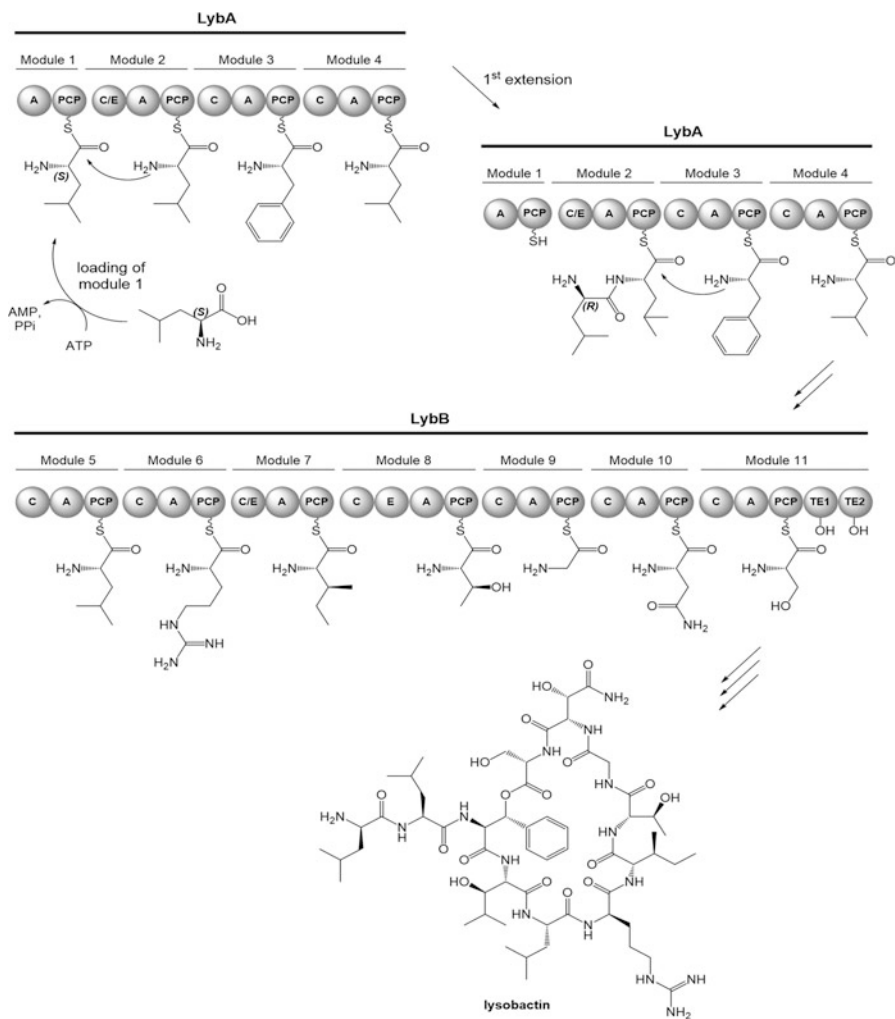 LybA
Module 1 Module 2 Module 3 Module 4
A PCP C/E A PCP C A PCP C A PCP
S S S S
O O O O
H2N H2N H2N H2N
(S)
1st extension
LybA
Module 1 Module 2 Module 3 Module 4
A PCP C/E A PCP C A PCP C A PCP
SH S S S
O O O
H2N HN H2N H2N
(R) O
loading of
module 1
AMP,
PPi
ATP
(S) O
OH
NH2
LybB
Module 5 Module 6 Module 7 Module 8 Module 9 Module 10 Module 11
C A PCP C A PCP C/E A PCP C E A PCP C A PCP C A PCP C A PCP TE1 TE2
S S S S S S S OH OH
O O O O O O O
H2N H2N H2N H2N H2N H2N H2N
OH O HO
NH2
HN NH
H2N
O
HO NH2
O NH
HO NH O
O O HN O OH
O O
H2N N H H N HN
O O NH O
HO O O O NH
N H N H
HN NH
NH2
lysobactin